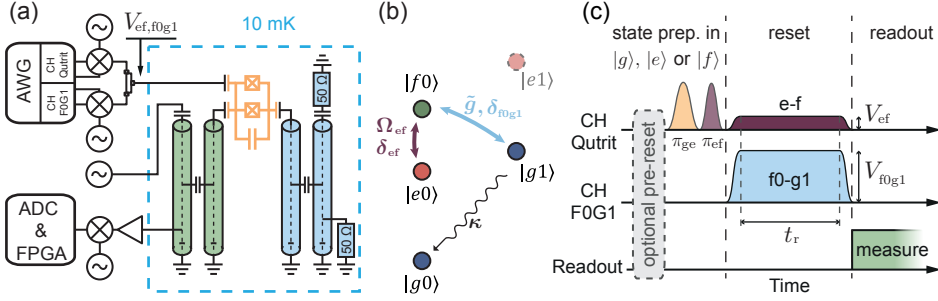 (a)
V_ef,f0g1
10 mK
AWG
CH
Qutrit
CH
F0G1
50 Ω
50 Ω
ADC
&
FPGA
(b)
|e1⟩
|f0⟩
g̃, δ_f0g1
Ω_ef
δ_ef
|e0⟩
|g1⟩
κ
|g0⟩
(c)
state prep. in
|g⟩, |e⟩ or |f⟩
reset
readout
optional pre-reset
e-f
V_ef
CH
Qutrit
π_ge
π_ef
f0-g1
V_f0g1
CH
F0G1
t_r
measure
Readout
Time